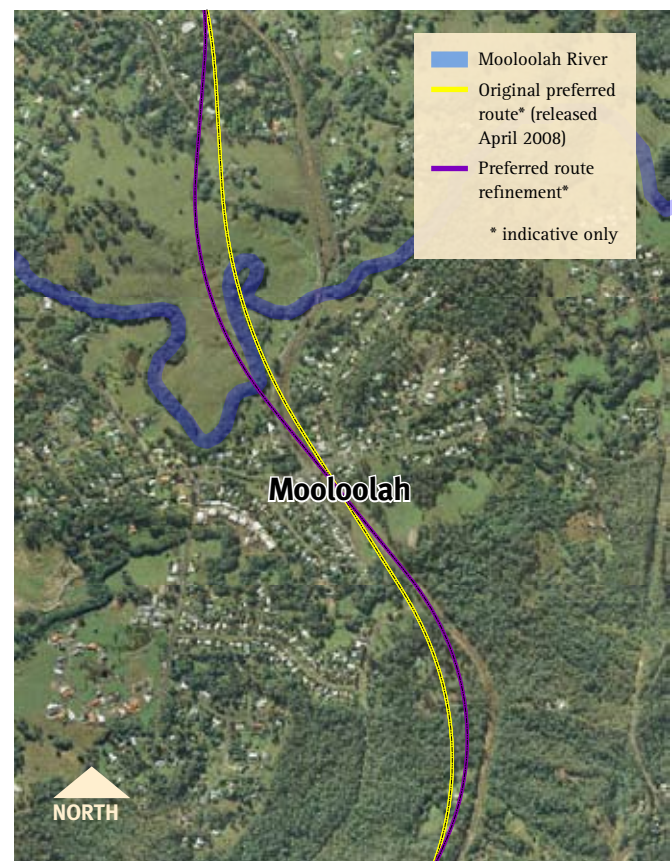 Mooloolah River
Original preferred
route* (released
April 2008)
Preferred route
refinement*
* indicative only
Mooloolah
NORTH